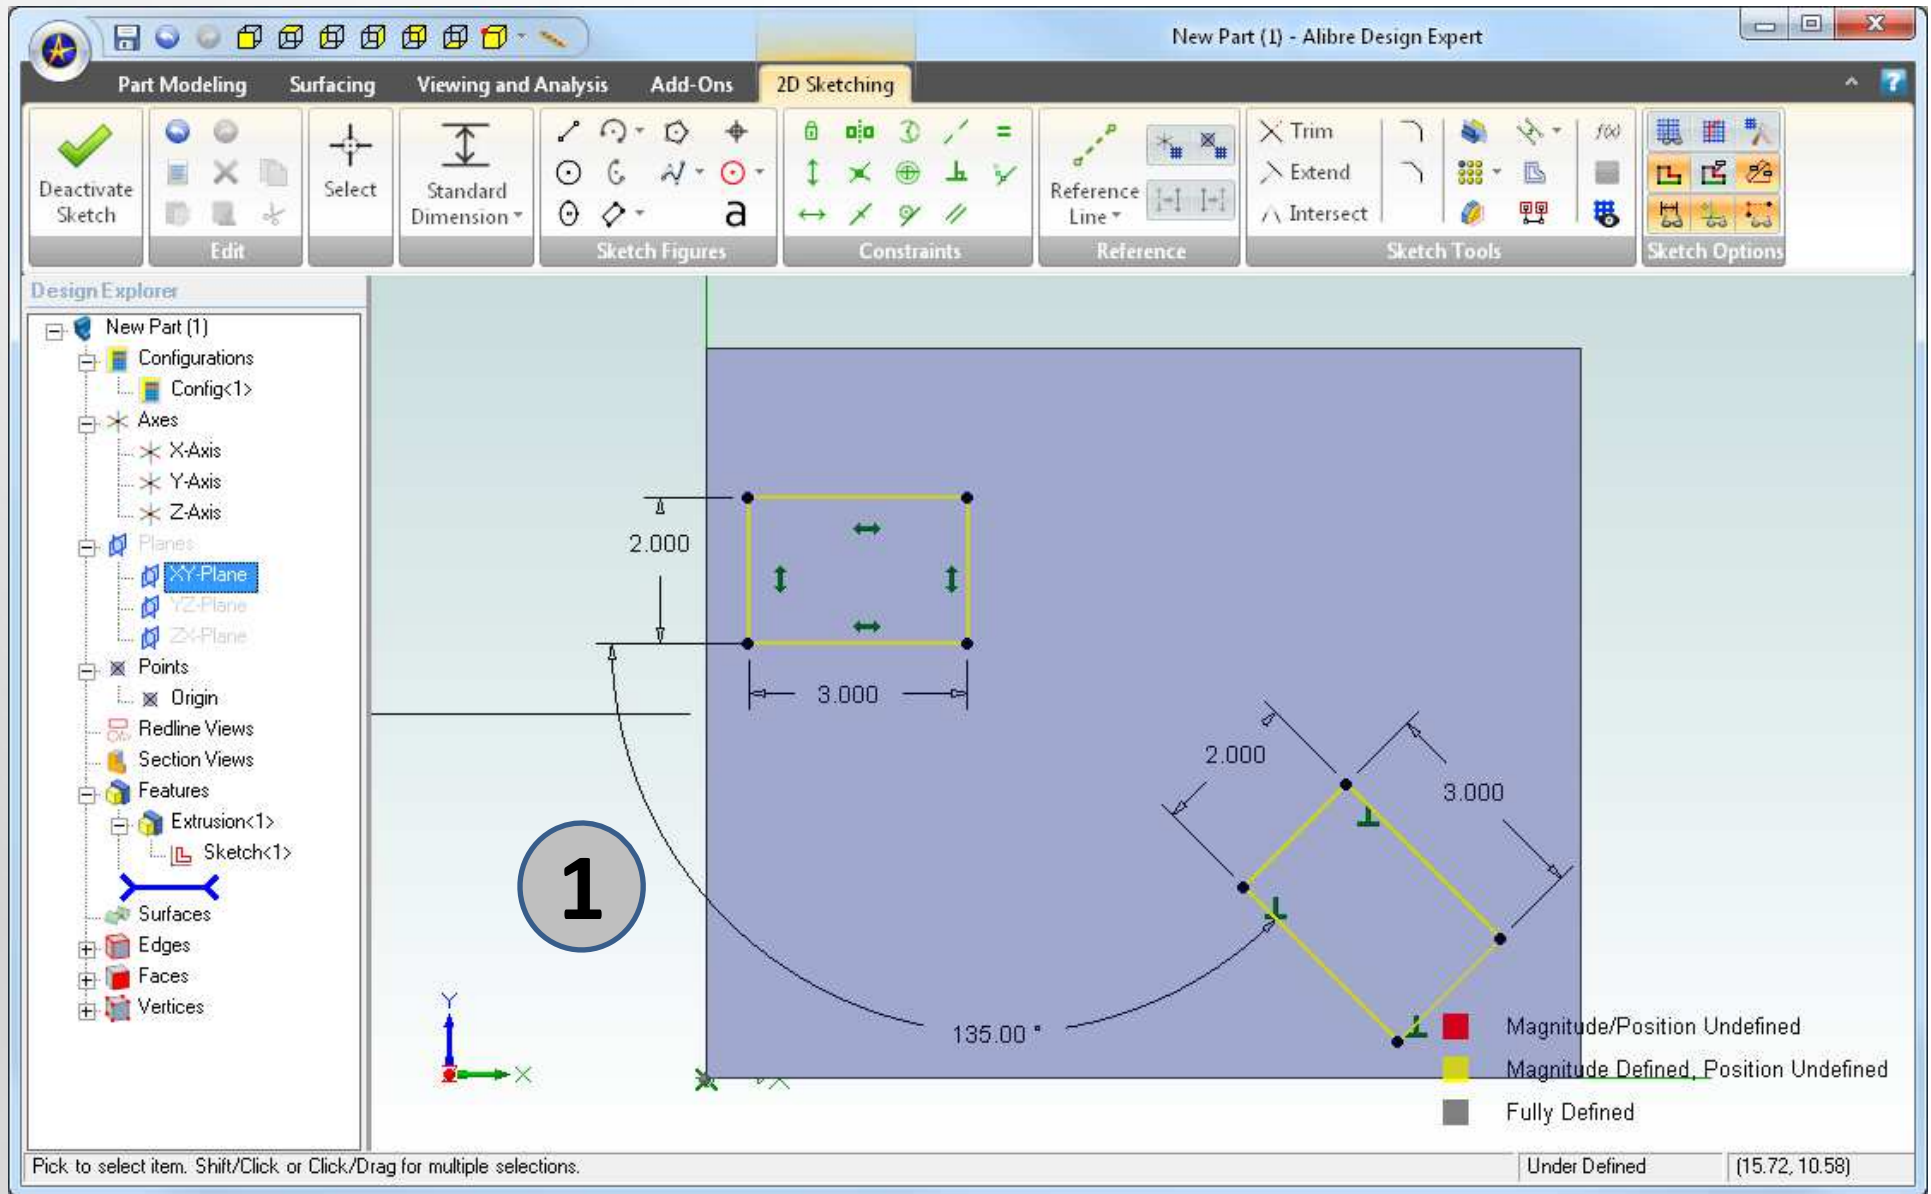 New Part (1) - Alibre Design Expert
Part Modeling Surfacing Viewing and Analysis Add-Ons 2D Sketching
Deactivate Sketch
Edit
Select
Standard Dimension
a
Sketch Figures
Constraints
Reference Line
Reference
Trim
Extend
Intersect
f(x)
Sketch Tools
Sketch Options
Design Explorer
New Part (1)
Configurations
Config<1>
Axes
X-Axis
Y-Axis
Z-Axis
Planes
XY-Plane
YZ-Plane
ZX-Plane
Points
Origin
Redline Views
Section Views
Features
Extrusion<1>
Sketch<1>
Surfaces
Edges
Faces
Vertices
2.000
3.000
2.000
3.000
1
135.00 °
Y
X
X
Magnitude/Position Undefined
Magnitude Defined, Position Undefined
Fully Defined
Pick to select item. Shift/Click or Click/Drag for multiple selections.
Under Defined
(15.72, 10.58)